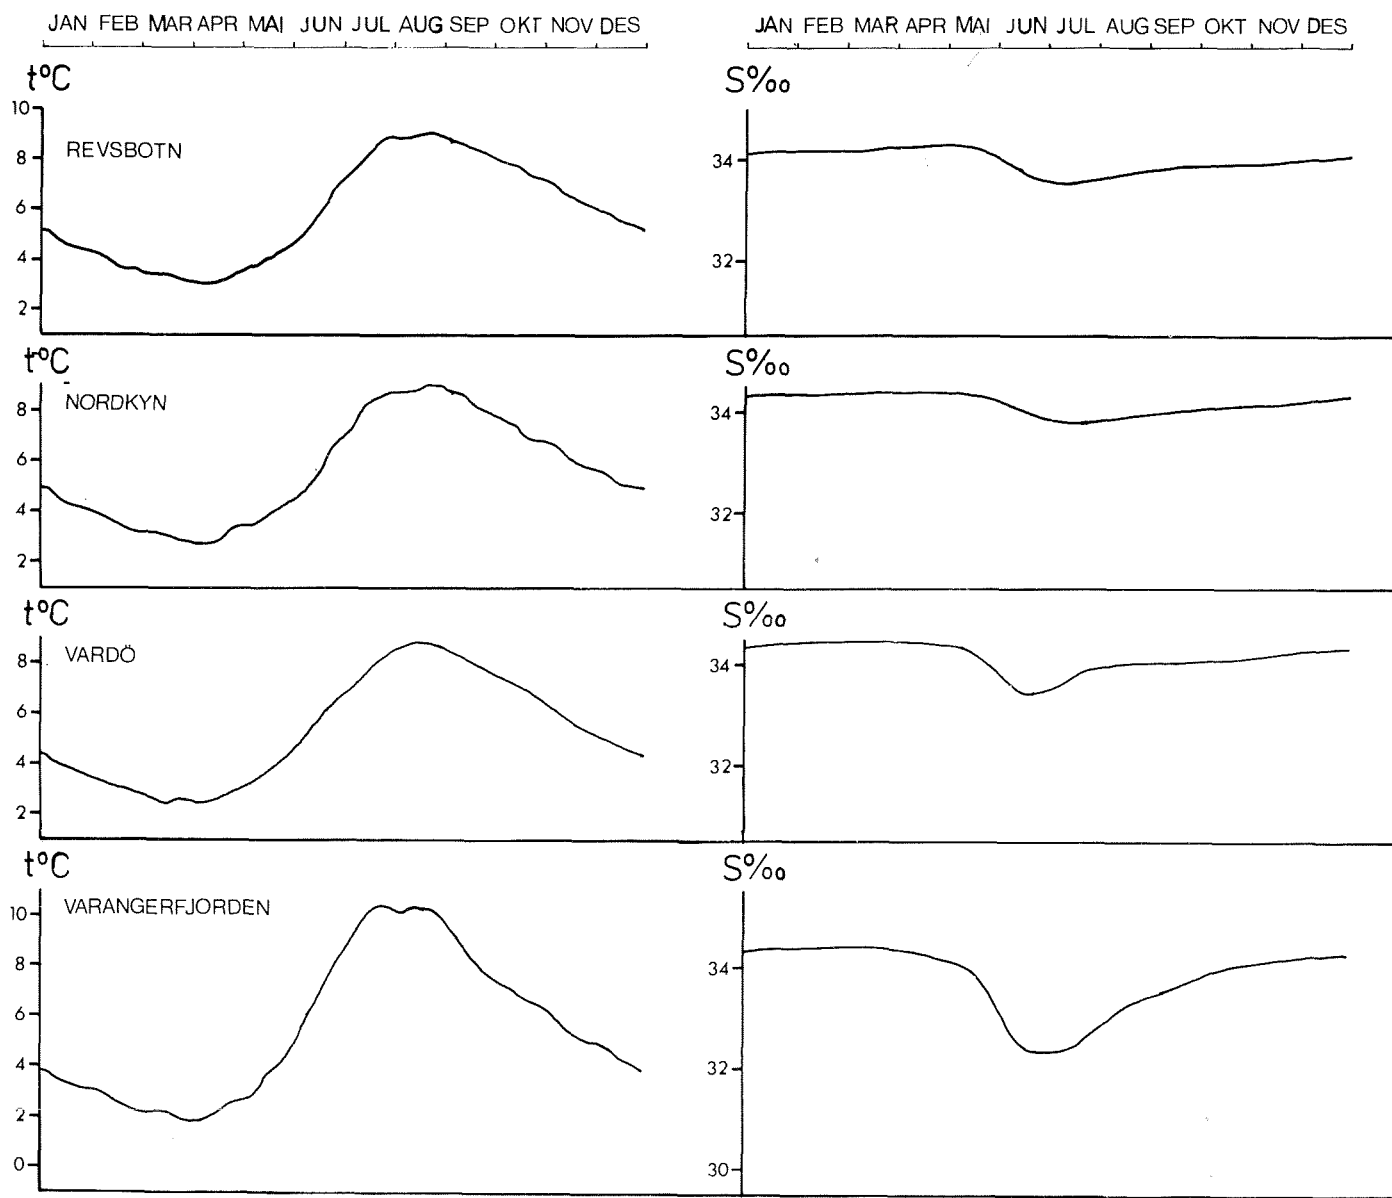 JAN FEB MAR APR MAI JUN JUL AUG SEP OKT NOV DES
JAN FEB MAR APR MAI JUN JUL AUG SEP OKT NOV DES
t°C
10
8
6
4
2
REVSBOTN
S‰
34
32
t°C
8
6
4
2
NORDKYN
S‰
34
32
t°C
8
6
4
2
VARDÖ
S‰
34
32
t°C
10
8
6
4
2
0
VARANGERFJORDEN
S‰
34
32
30